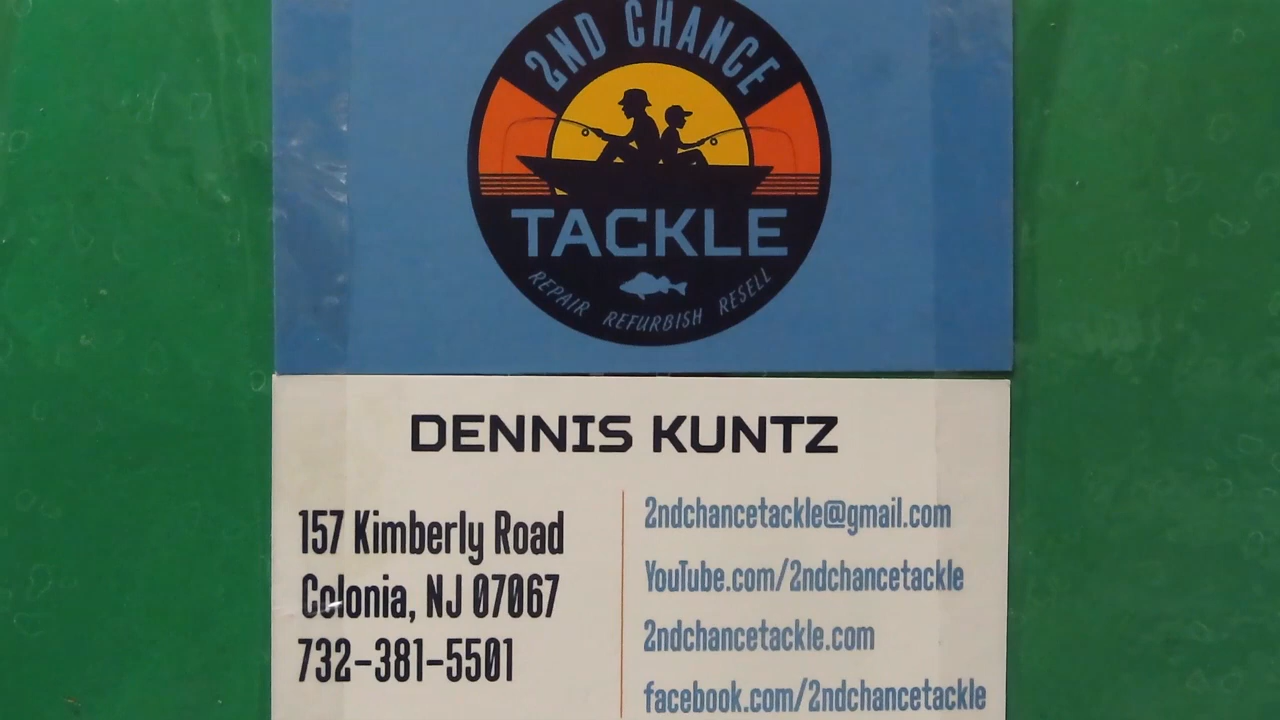 2ND CHANCE
TACKLE
REPAIR REFURBISH RESELL
DENNIS KUNTZ
157 Kimberly Road
Colonia, NJ 07067
732-381-5501
2ndchancetackle@gmail.com
YouTube.com/2ndchancetackle
2ndchancetackle.com
facebook.com/2ndchancetackle